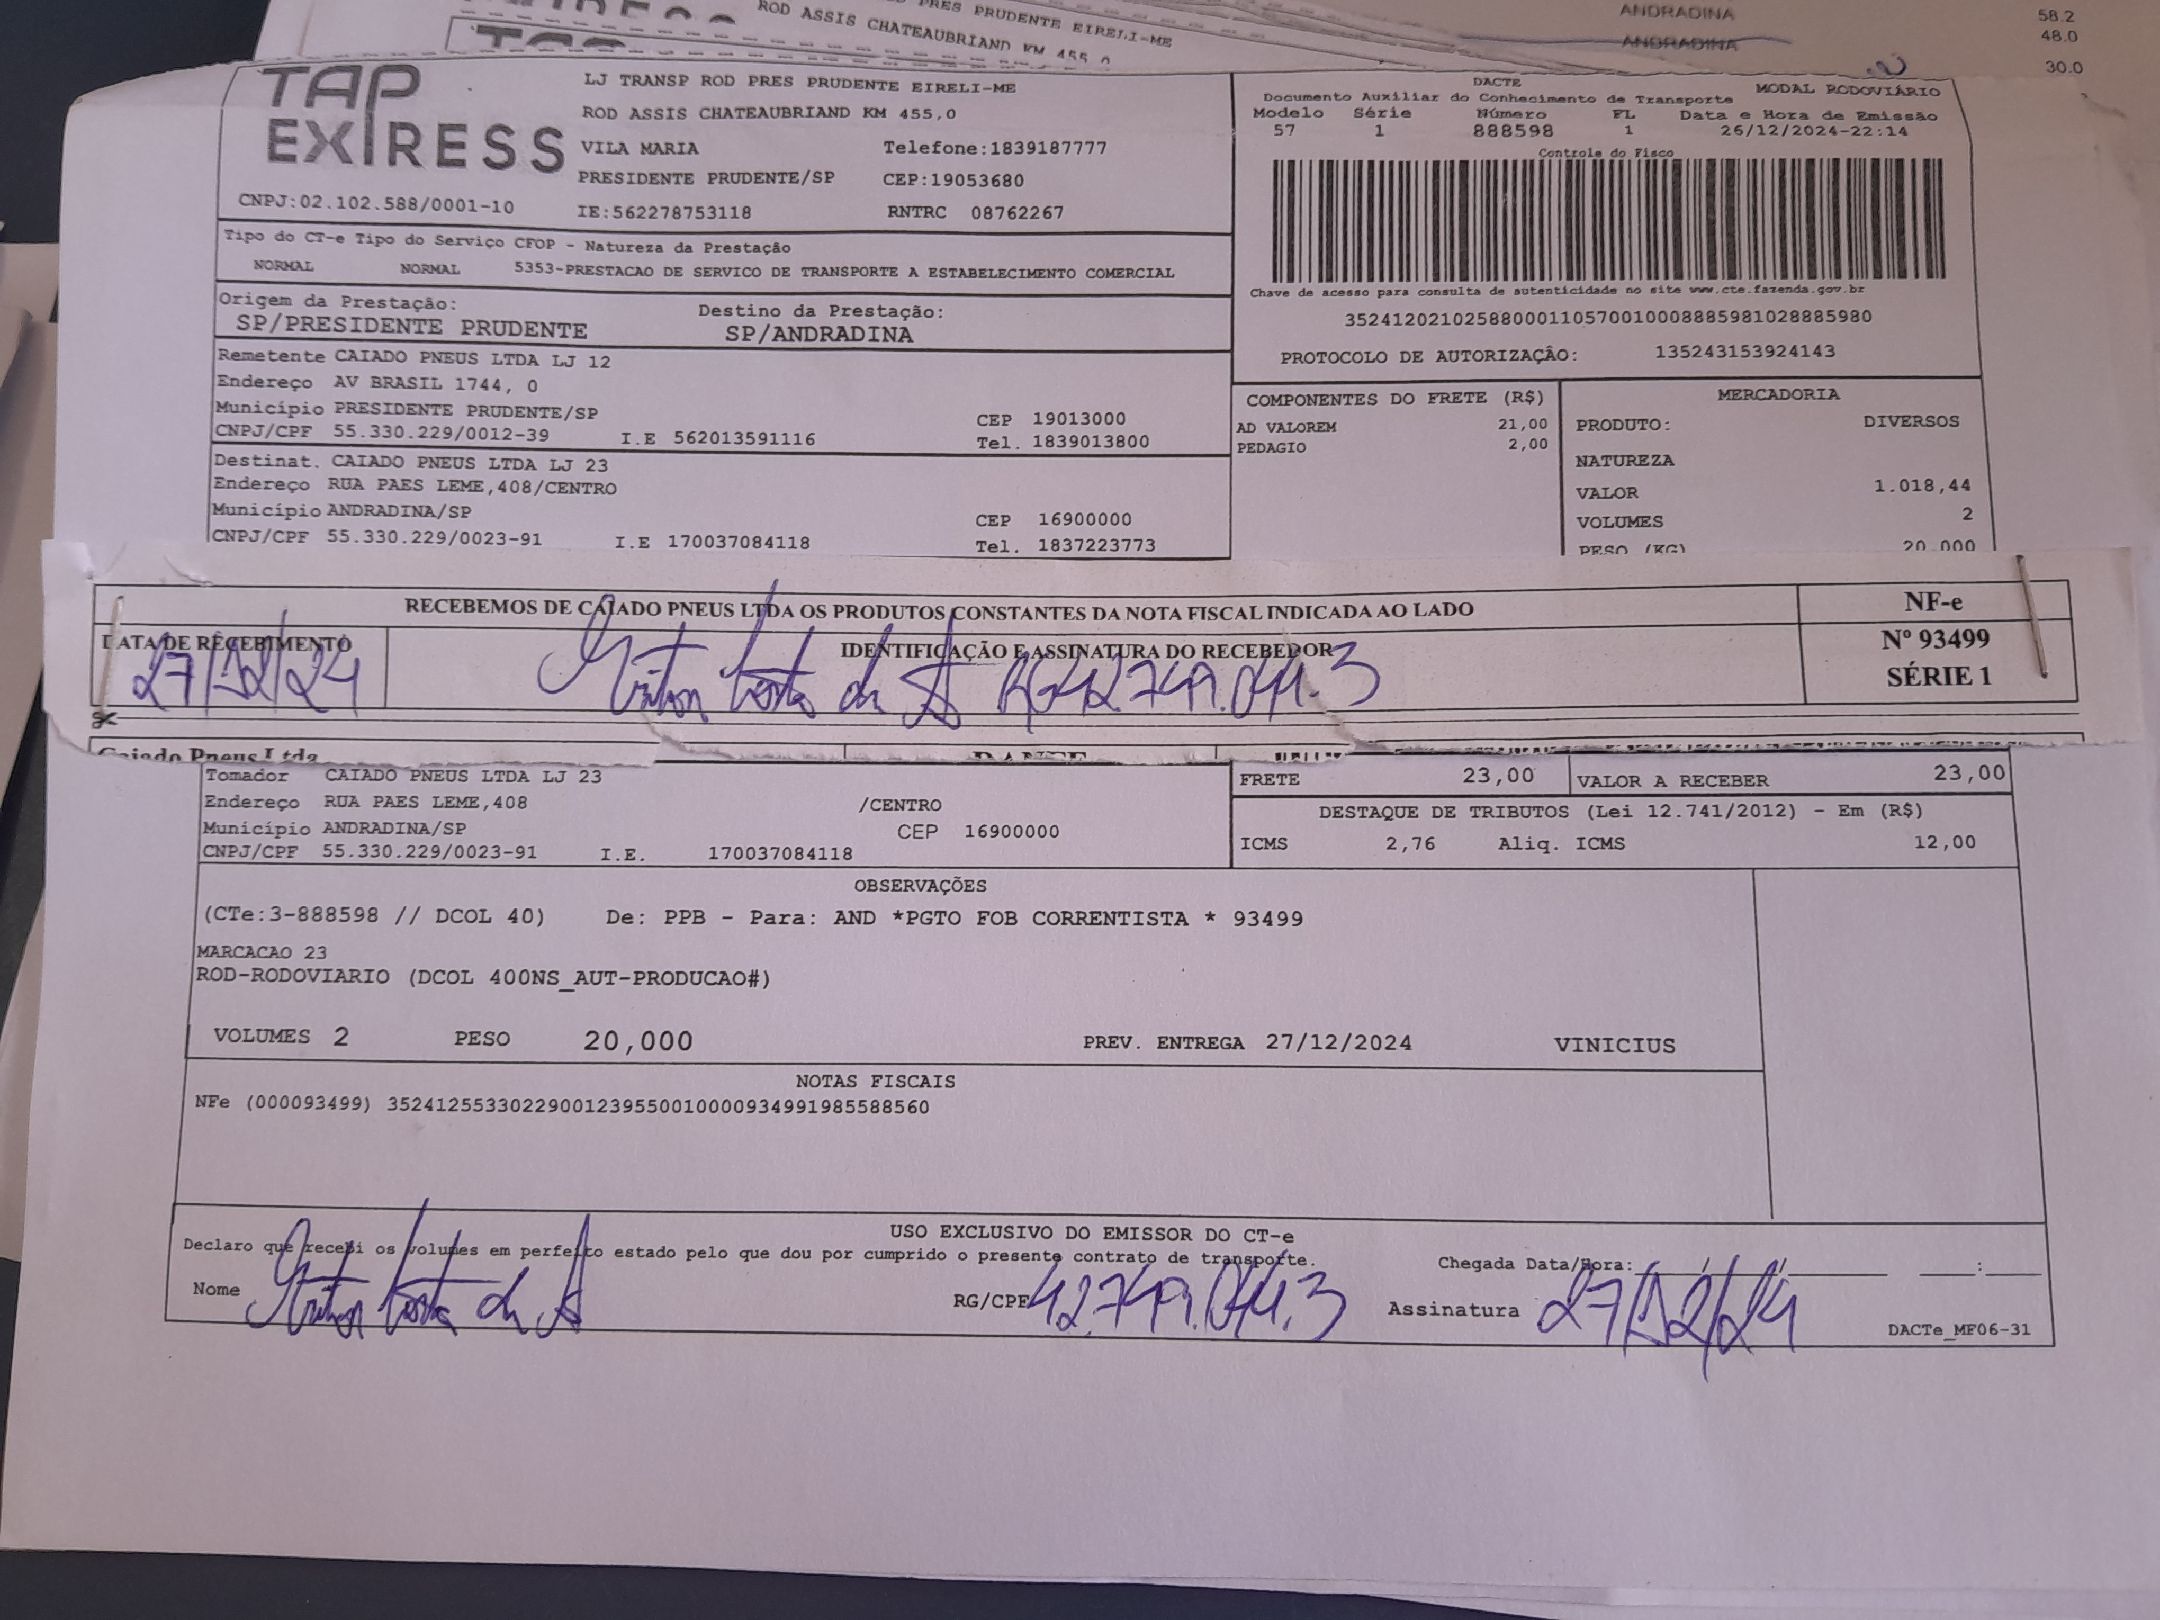 ROD ASSIS CHATEAUBRIAND KM 455,0
PRES PRUDENTE EIRELI-ME
ANDRADINA 58.2
ANDRADINA 48.0
30.0
TAP EXPRESS
LJ TRANSP ROD PRES PRUDENTE EIRELI-ME
ROD ASSIS CHATEAUBRIAND KM 455,0
VILA MARIA Telefone:1839187777
PRESIDENTE PRUDENTE/SP CEP:19053680
CNPJ:02.102.588/0001-10 IE:562278753118 RNTRC 08762267
DACTE MODAL RODOVIÁRIO
Documento Auxiliar do Conhecimento de Transporte
Modelo Série Número FL Data e Hora de Emissão
57 1 888598 1 26/12/2024-22:14
Controle do Fisco
Chave de acesso para consulta de autenticidade no site www.cte.fazenda.gov.br
35241202102588000110570010008885981028885980
PROTOCOLO DE AUTORIZAÇÃO: 135243153924143
Tipo do CT-e Tipo do Serviço CFOP - Natureza da Prestação
NORMAL NORMAL 5353-PRESTACAO DE SERVICO DE TRANSPORTE A ESTABELECIMENTO COMERCIAL
Origem da Prestação: Destino da Prestação:
SP/PRESIDENTE PRUDENTE SP/ANDRADINA
Remetente CAIADO PNEUS LTDA LJ 12
Endereço AV BRASIL 1744, 0
Município PRESIDENTE PRUDENTE/SP CEP 19013000
CNPJ/CPF 55.330.229/0012-39 I.E 562013591116 Tel. 1839013800
Destinat. CAIADO PNEUS LTDA LJ 23
Endereço RUA PAES LEME,408/CENTRO
Município ANDRADINA/SP CEP 16900000
CNPJ/CPF 55.330.229/0023-91 I.E 170037084118 Tel. 1837223773
COMPONENTES DO FRETE (R$)
AD VALOREM 21,00
PEDAGIO 2,00
MERCADORIA
PRODUTO: DIVERSOS
NATUREZA
VALOR 1.018,44
VOLUMES 2
PESO (KG) 20,000
RECEBEMOS DE CAIADO PNEUS LTDA OS PRODUTOS CONSTANTES DA NOTA FISCAL INDICADA AO LADO
NF-e
DATA DE RECEBIMENTO IDENTIFICAÇÃO E ASSINATURA DO RECEBEDOR
Nº 93499
SÉRIE 1
27/12/24
Caiado Pneus Ltda DANFE
Tomador CAIADO PNEUS LTDA LJ 23
Endereço RUA PAES LEME,408 /CENTRO
Município ANDRADINA/SP CEP 16900000
CNPJ/CPF 55.330.229/0023-91 I.E. 170037084118
FRETE 23,00 VALOR A RECEBER 23,00
DESTAQUE DE TRIBUTOS (Lei 12.741/2012) - Em (R$)
ICMS 2,76 Aliq. ICMS 12,00
OBSERVAÇÕES
(CTe:3-888598 // DCOL 40) De: PPB - Para: AND *PGTO FOB CORRENTISTA * 93499
MARCACAO 23
ROD-RODOVIARIO (DCOL 400NS_AUT-PRODUCAO#)
VOLUMES 2 PESO 20,000 PREV. ENTREGA 27/12/2024 VINICIUS
NOTAS FISCAIS
NFe (000093499) 35241255330229001239550010000934991985588560
USO EXCLUSIVO DO EMISSOR DO CT-e
Declaro que recebi os volumes em perfeito estado pelo que dou por cumprido o presente contrato de transporte.
Chegada Data/Hora: / / :
Nome RG/CPF Assinatura 27/12/24
DACTe_MF06-31